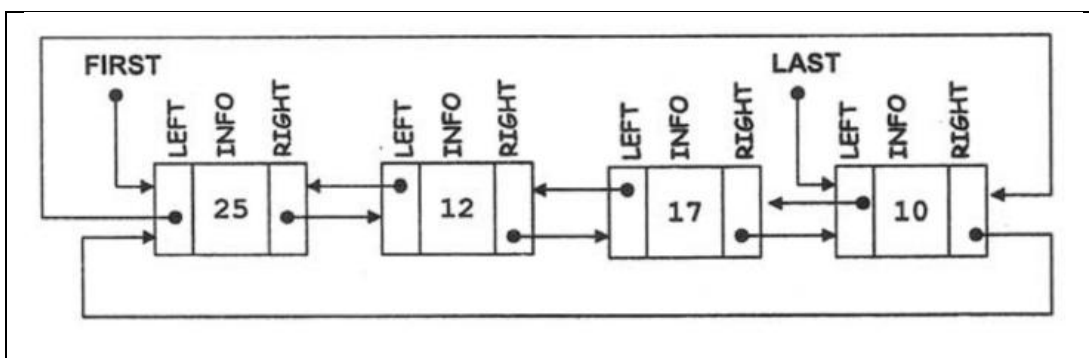 FIRST
LAST
LEFT INFO RIGHT
LEFT INFO RIGHT
LEFT INFO RIGHT
LEFT INFO RIGHT
25
12
17
10